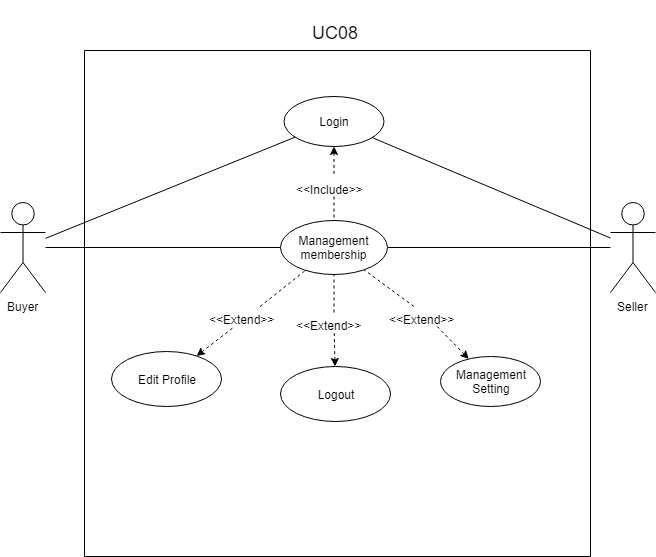 UC08
Login
<<Include>>
Management
membership
Buyer
Seller
<<Extend>>
<<Extend>>
<<Extend>>
Edit Profile
Logout
Management
Setting